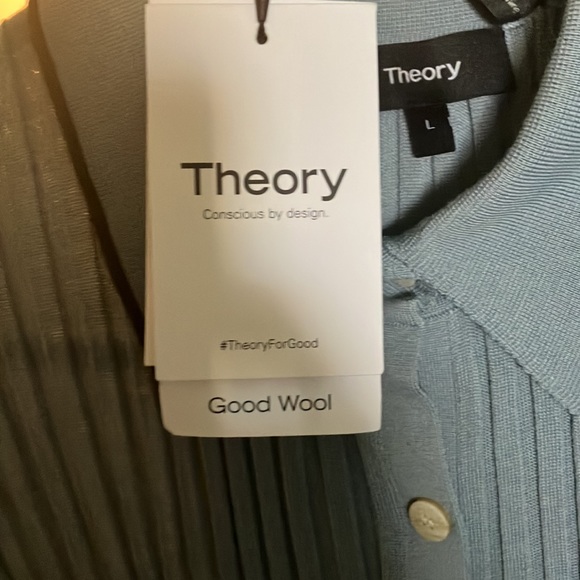 Theory
L
Theory
Conscious by design.
#TheoryForGood
Good Wool